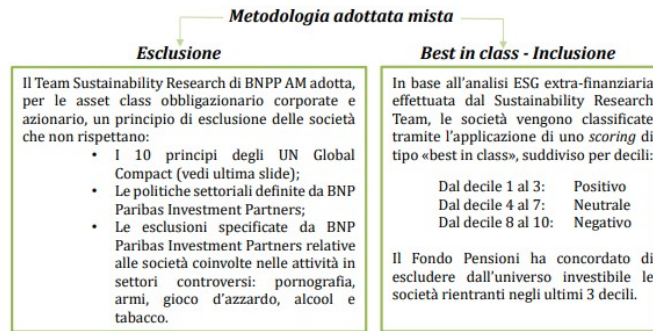 Metodologia adottata mista
Esclusione
Il Team Sustainability Research di BNPP AM adotta,
per le asset class obbligazionario corporate e
azionario, un principio di esclusione delle società
che non rispettano:
• I 10 principi degli UN Global
Compact (vedi ultima slide);
• Le politiche settoriali definite da BNP
Paribas Investment Partners;
• Le esclusioni specificate da BNP
Paribas Investment Partners relative
alle società coinvolte nelle attività in
settori controversi: pornografia,
armi, gioco d'azzardo, alcool e
tabacco.
Best in class - Inclusione
In base all'analisi ESG extra-finanziaria
effettuata dal Sustainability Research
Team, le società vengono classificate
tramite l'applicazione di uno scoring di
tipo «best in class», suddiviso per decili:
Dal decile 1 al 3: Positivo
Dal decile 4 al 7: Neutrale
Dal decile 8 al 10: Negativo
Il Fondo Pensioni ha concordato di
escludere dall'universo investibile le
società rientranti negli ultimi 3 decili.